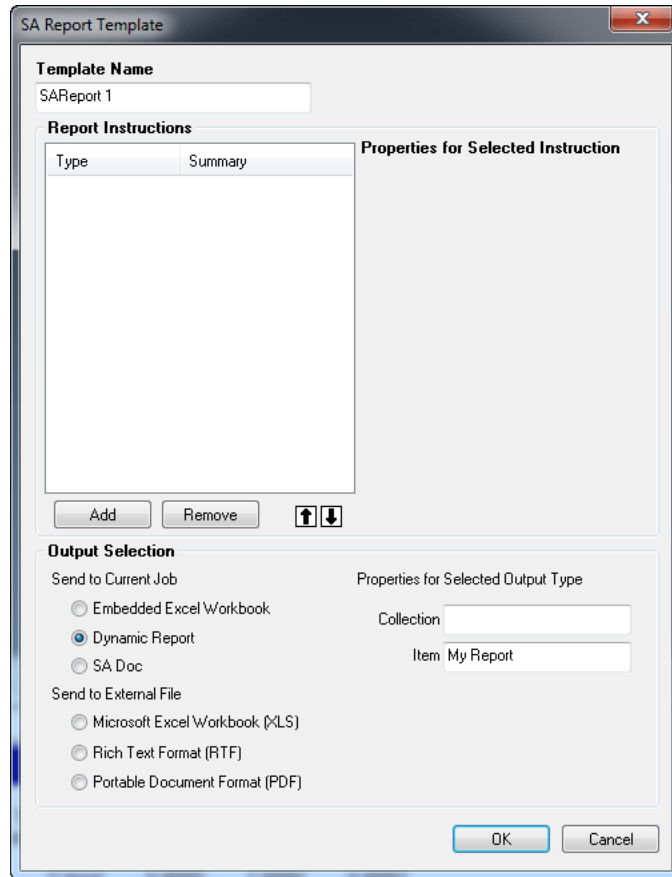 SA Report Template
Template Name
SAReport 1
Report Instructions
Type Summary
Properties for Selected Instruction
Add Remove
Output Selection
Send to Current Job
Embedded Excel Workbook
Dynamic Report
SA Doc
Send to External File
Microsoft Excel Workbook (XLS)
Rich Text Format (RTF)
Portable Document Format (PDF)
Properties for Selected Output Type
Collection
Item My Report
OK Cancel